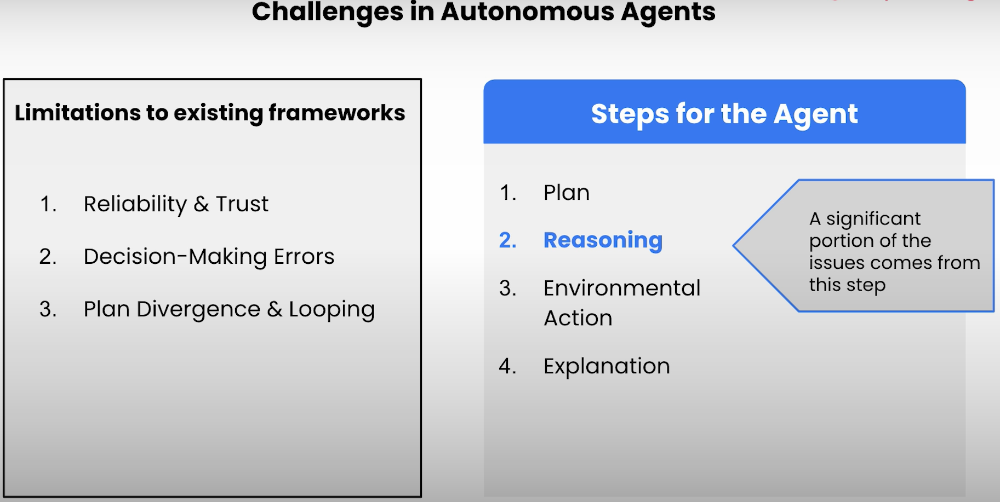 Challenges in Autonomous Agents
Limitations to existing frameworks
1. Reliability & Trust
2. Decision-Making Errors
3. Plan Divergence & Looping
Steps for the Agent
1. Plan
2. Reasoning
3. Environmental
Action
4. Explanation
A significant
portion of the
issues comes from
this step